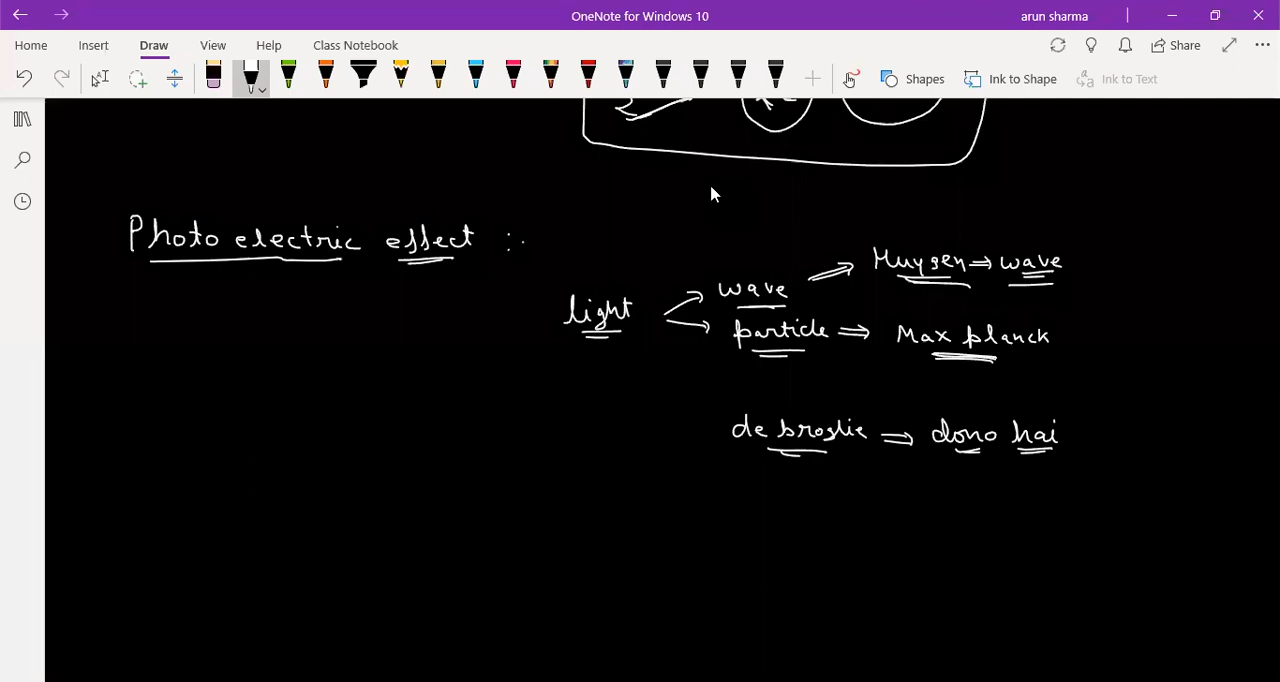 OneNote for Windows 10
arun sharma
Home Insert Draw View Help Class Notebook
Share
Shapes Ink to Shape Ink to Text
Photo electric effect :
light
wave ⇒ Huygen ⇒ wave
particle ⇒ Max planck
de broglie ⇒ dono hai